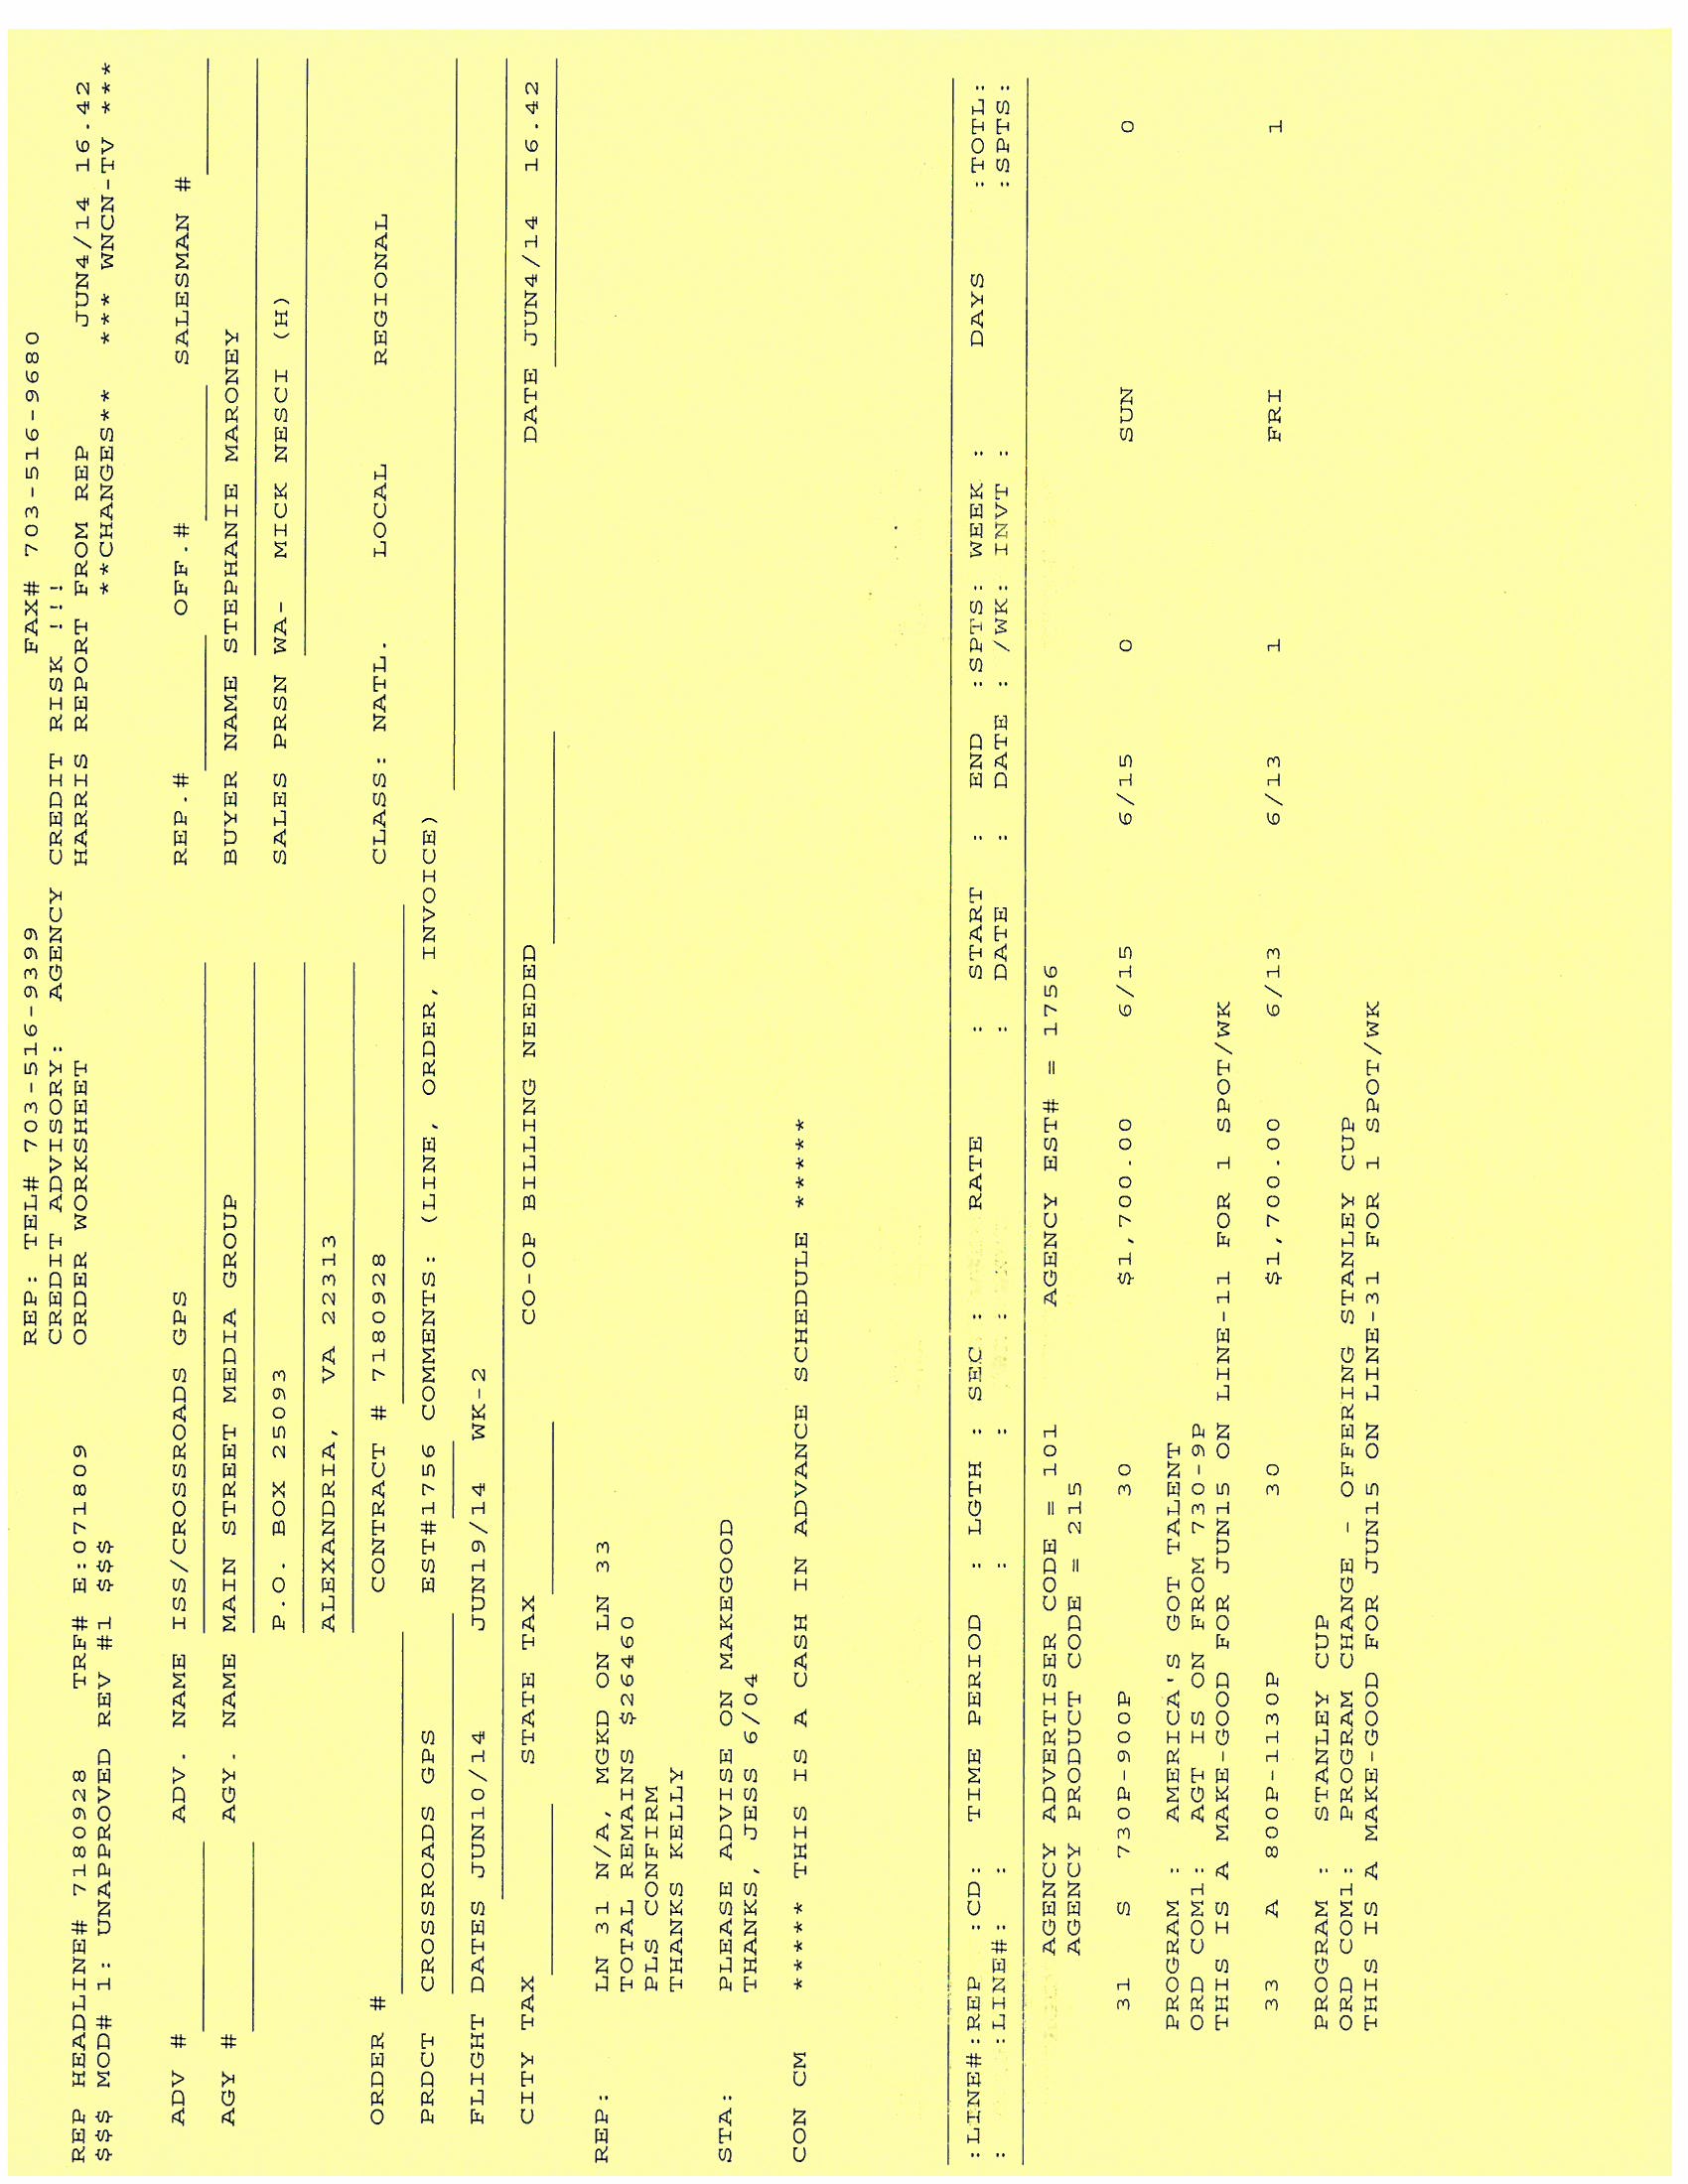 REP: TEL# 703-516-9399 FAX# 703-516-9680
CREDIT ADVISORY: AGENCY CREDIT RISK !!!
REP HEADLINE# 7180928 TRF# E:071809 ORDER WORKSHEET HARRIS REPORT FROM REP JUN4/14 16.42
$$$ MOD# 1: UNAPPROVED REV #1 $$$ **CHANGES** *** WNCN-TV ***
ADV # ADV. NAME ISS/CROSSROADS GPS REP.# OFF.# SALESMAN #
AGY # AGY. NAME MAIN STREET MEDIA GROUP BUYER NAME STEPHANIE MARONEY
P.O. BOX 25093 SALES PRSN WA- MICK NESCI (H)
ALEXANDRIA, VA 22313
ORDER # CONTRACT # 7180928 CLASS: NATL. LOCAL REGIONAL
PRDCT CROSSROADS GPS EST#1756 COMMENTS: (LINE, ORDER, INVOICE)
FLIGHT DATES JUN10/14 JUN19/14 WK-2
CITY TAX STATE TAX CO-OP BILLING NEEDED DATE JUN4/14 16.42
REP: LN 31 N/A, MGKD ON LN 33
TOTAL REMAINS $26460
PLS CONFIRM
THANKS KELLY
STA: PLEASE ADVISE ON MAKEGOOD
THANKS, JESS 6/04
CON CM ***** THIS IS A CASH IN ADVANCE SCHEDULE *****
:LINE#:REP :CD: TIME PERIOD : LGTH : SEC : RATE : START : END :SPTS: WEEK : DAYS :TOTL:
: :LINE#: : : : : DATE : DATE : /WK: INVT : :SPTS:
AGENCY ADVERTISER CODE = 101 AGENCY EST# = 1756
AGENCY PRODUCT CODE = 215
31 S 730P-900P 30 $1,700.00 6/15 6/15 0 SUN 0
PROGRAM : AMERICA'S GOT TALENT
ORD COM1: AGT IS ON FROM 730-9P
THIS IS A MAKE-GOOD FOR JUN15 ON LINE-11 FOR 1 SPOT/WK
33 A 800P-1130P 30 $1,700.00 6/13 6/13 1 FRI 1
PROGRAM : STANLEY CUP
ORD COM1: PROGRAM CHANGE - OFFERING STANLEY CUP
THIS IS A MAKE-GOOD FOR JUN15 ON LINE-31 FOR 1 SPOT/WK